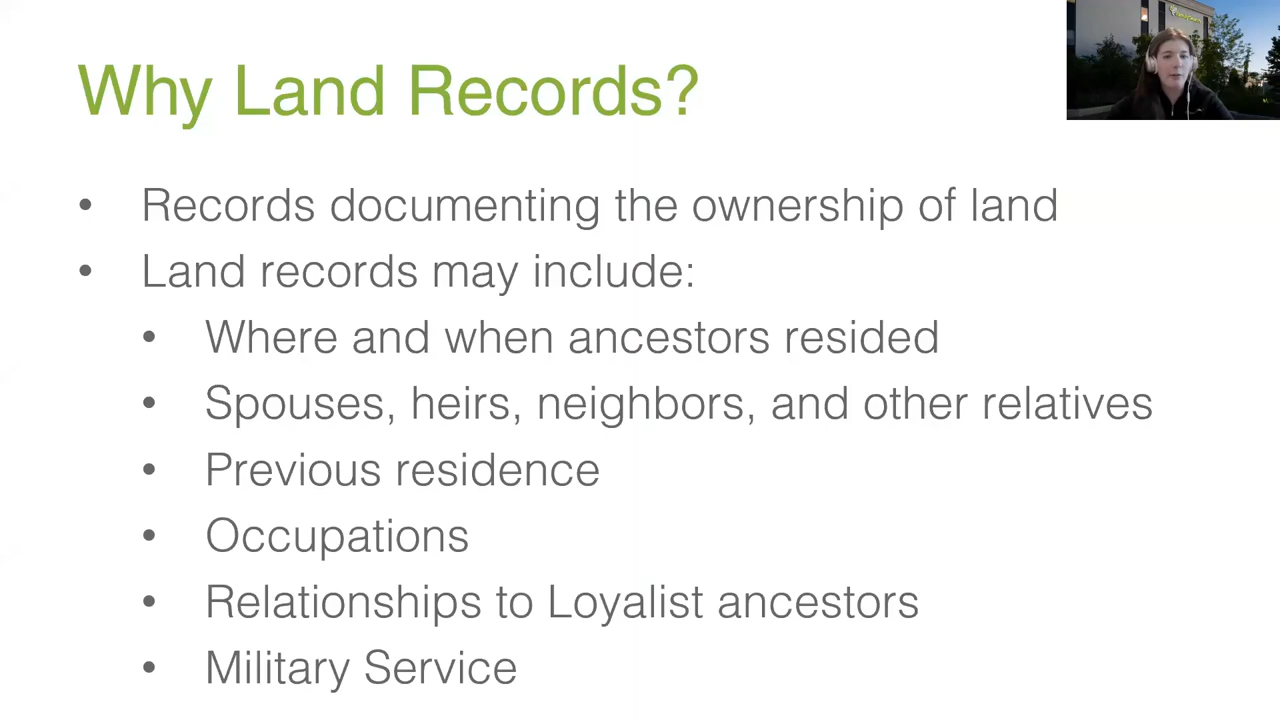 Why Land Records?
• Records documenting the ownership of land
• Land records may include:
• Where and when ancestors resided
• Spouses, heirs, neighbors, and other relatives
• Previous residence
• Occupations
• Relationships to Loyalist ancestors
• Military Service